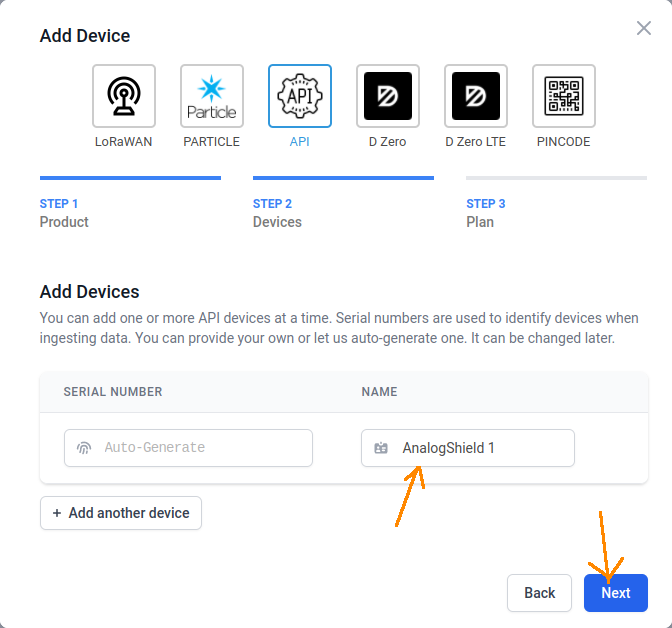 Add Device
API
Particle
LoRaWAN
PARTICLE
API
D Zero
D Zero LTE
PINCODE
STEP 1
STEP 2
STEP 3
Product
Devices
Plan
Add Devices
You can add one or more API devices at a time. Serial numbers are used to identify devices when
ingesting data. You can provide your own or let us auto-generate one. It can be changed later.
SERIAL NUMBER
NAME
Auto-Generate
AnalogShield 1
+ Add another device
Back
Next